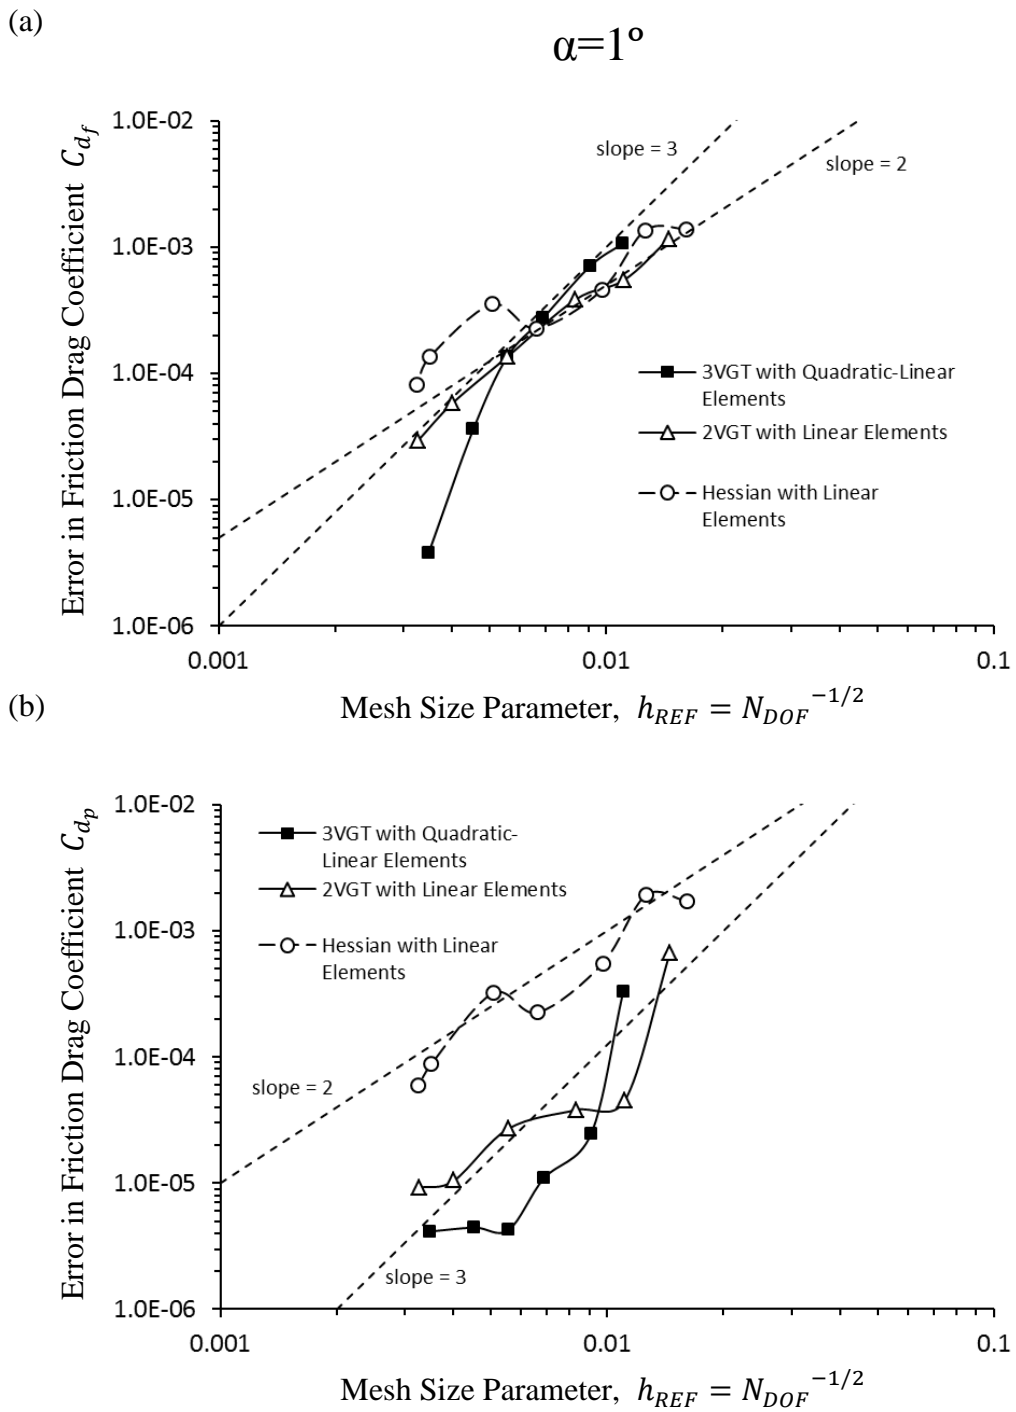 (a)
α=1º
Error in Friction Drag Coefficient C_{d_f}
1.0E-02
1.0E-03
1.0E-04
1.0E-05
1.0E-06
slope = 3
slope = 2
3VGT with Quadratic-Linear
Elements
2VGT with Linear Elements
Hessian with Linear
Elements
0.001
0.01
0.1
Mesh Size Parameter, h_{REF} = N_{DOF}^{-1/2}
(b)
Error in Friction Drag Coefficient C_{d_p}
1.0E-02
1.0E-03
1.0E-04
1.0E-05
1.0E-06
3VGT with Quadratic-
Linear Elements
2VGT with Linear Elements
Hessian with Linear
Elements
slope = 2
slope = 3
0.001
0.01
0.1
Mesh Size Parameter, h_{REF} = N_{DOF}^{-1/2}